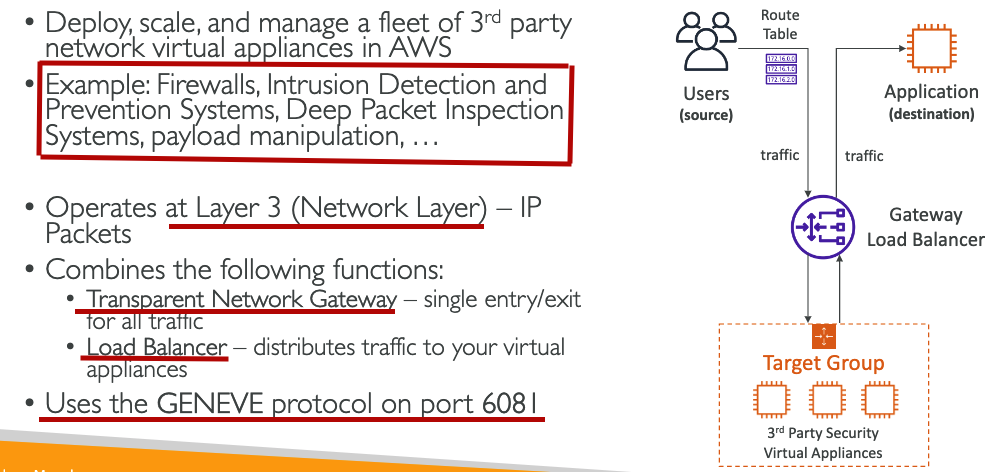 • Deploy, scale, and manage a fleet of 3rd party
network virtual appliances in AWS
• Example: Firewalls, Intrusion Detection and
Prevention Systems, Deep Packet Inspection
Systems, payload manipulation, …
• Operates at Layer 3 (Network Layer) – IP
Packets
• Combines the following functions:
• Transparent Network Gateway – single entry/exit
for all traffic
• Load Balancer – distributes traffic to your virtual
appliances
• Uses the GENEVE protocol on port 6081
Route
Table
172.16.0.0
172.16.1.0
172.16.2.0
Users
(source)
Application
(destination)
traffic
traffic
Gateway
Load Balancer
Target Group
3rd Party Security
Virtual Appliances